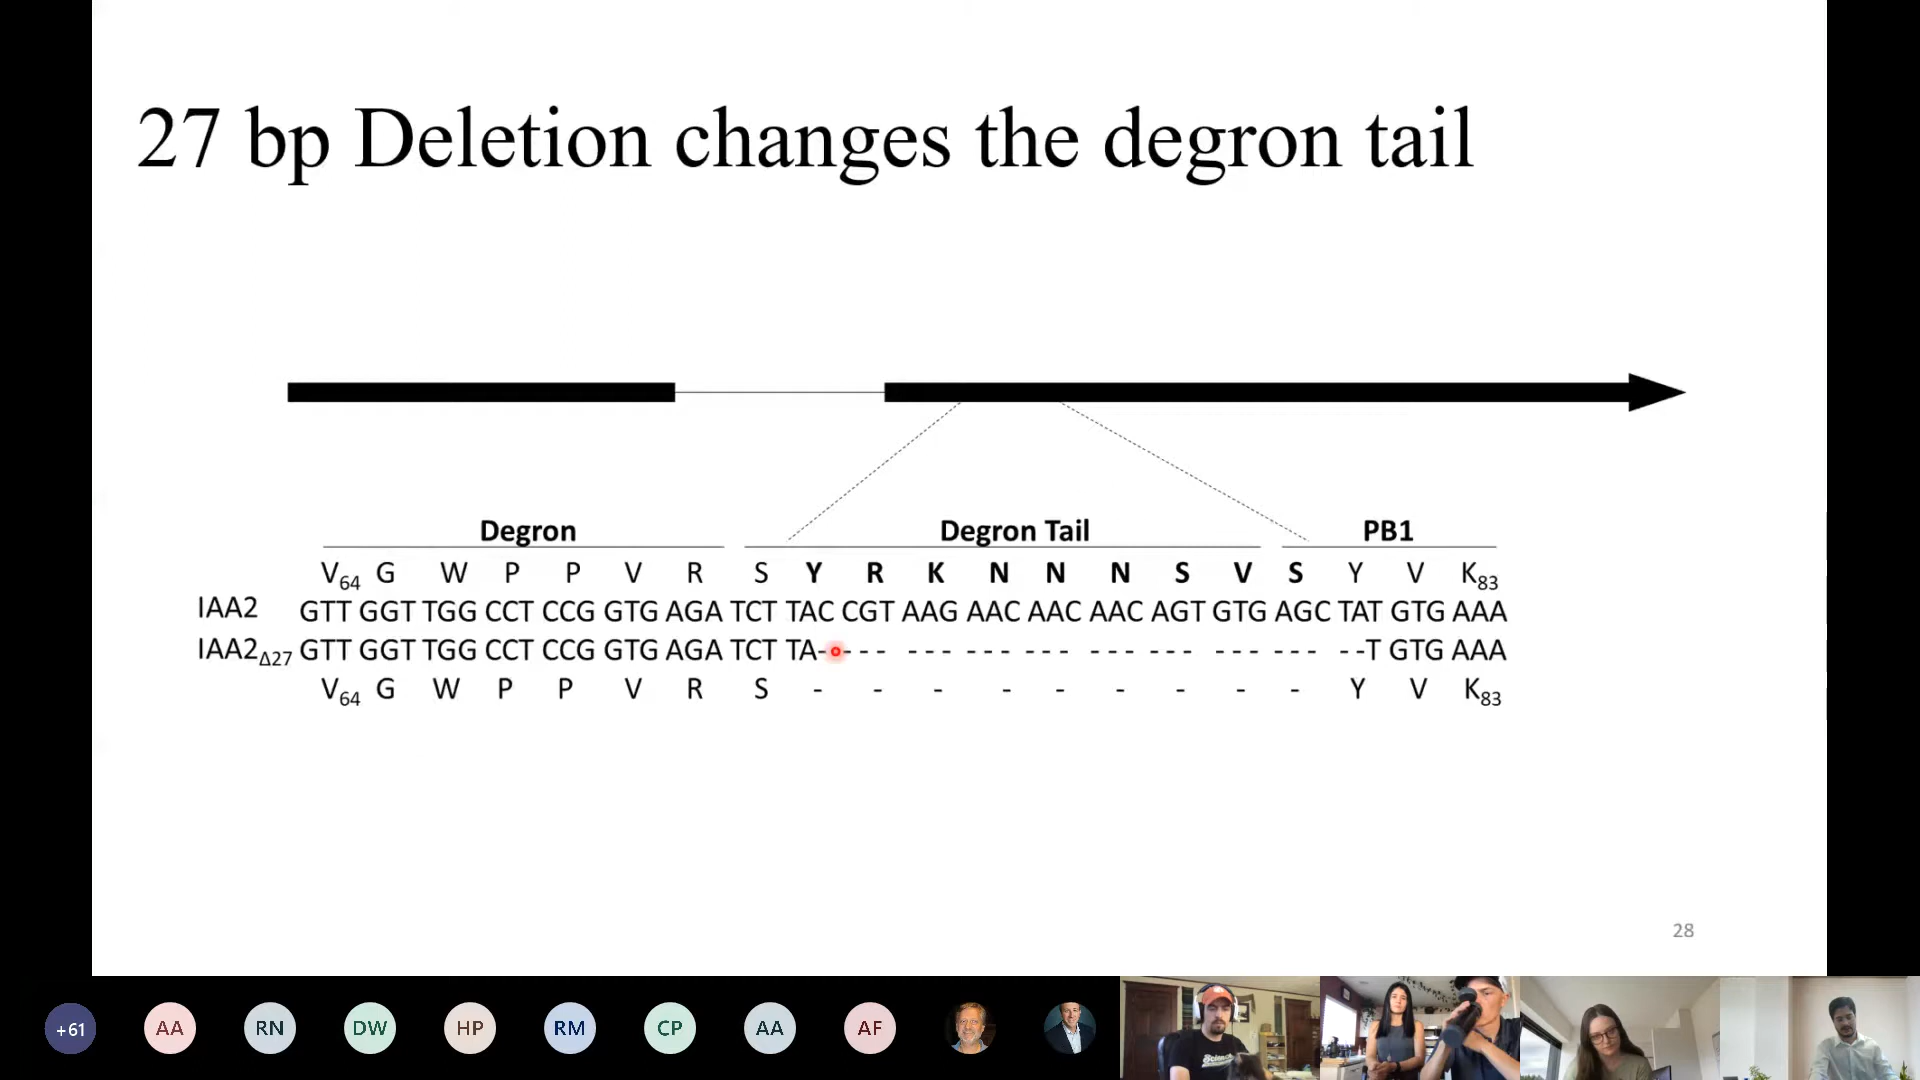 27 bp Deletion changes the degron tail
Degron Degron Tail PB1
V64 G W P P V R S Y R K N N N S V S Y V K83
IAA2 GTT GGT TGG CCT CCG GTG AGA TCT TAC CGT AAG AAC AAC AAC AGT GTG AGC TAT GTG AAA
IAA2Δ27 GTT GGT TGG CCT CCG GTG AGA TCT TA---- --- --- --- --- --- --- --- --T GTG AAA
V64 G W P P V R S - - - - - - - - - Y V K83
28
+61 AA RN DW HP RM CP AA AF
Science